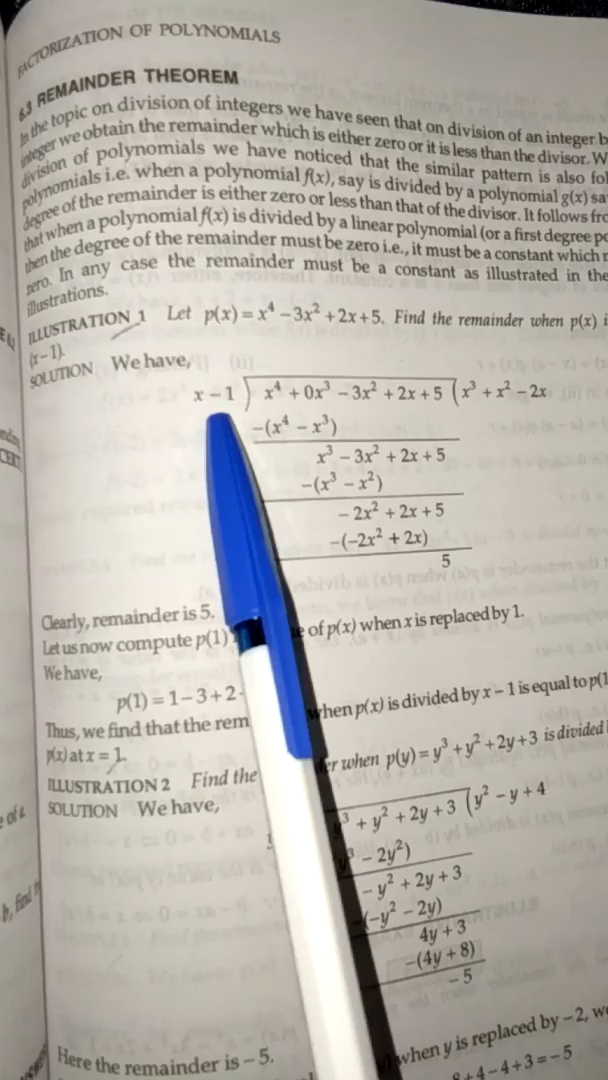 FACTORIZATION OF POLYNOMIALS
6.3 REMAINDER THEOREM
In the topic on division of integers we have seen that on division of an integer b
integer we obtain the remainder which is either zero or it is less than the divisor. W
division of polynomials we have noticed that the similar pattern is also fol
polynomials i.e. when a polynomial f(x), say is divided by a polynomial g(x) sa
degree of the remainder is either zero or less than that of the divisor. It follows fro
that when a polynomial f(x) is divided by a linear polynomial (or a first degree po
then the degree of the remainder must be zero i.e., it must be a constant which
zero. In any case the remainder must be a constant as illustrated in the
illustrations.
ILLUSTRATION 1 Let p(x) = x⁴ − 3x² + 2x + 5. Find the remainder when p(x) i
(x − 1).
SOLUTION We have,
x − 1 ) x⁴ + 0x³ − 3x² + 2x + 5 ( x³ + x² − 2x
−(x⁴ − x³)
x³ − 3x² + 2x + 5
−(x³ − x²)
− 2x² + 2x + 5
−(−2x² + 2x)
5
Clearly, remainder is 5.
Let us now compute p(1) of p(x) when x is replaced by 1.
We have,
p(1) = 1 − 3 + 2
Thus, we find that the rem when p(x) is divided by x − 1 is equal to p(1
p(x) at x = 1.
ILLUSTRATION 2 Find the er when p(y) = y³ + y² + 2y + 3 is divided
SOLUTION We have,
y³ + y² + 2y + 3 ( y² − y + 4
y³ − 2y²)
− y² + 2y + 3
−(−y² − 2y)
4y + 3
−(4y + 8)
− 5
Here the remainder is − 5.
when y is replaced by − 2, we
8 + 4 − 4 + 3 = − 5